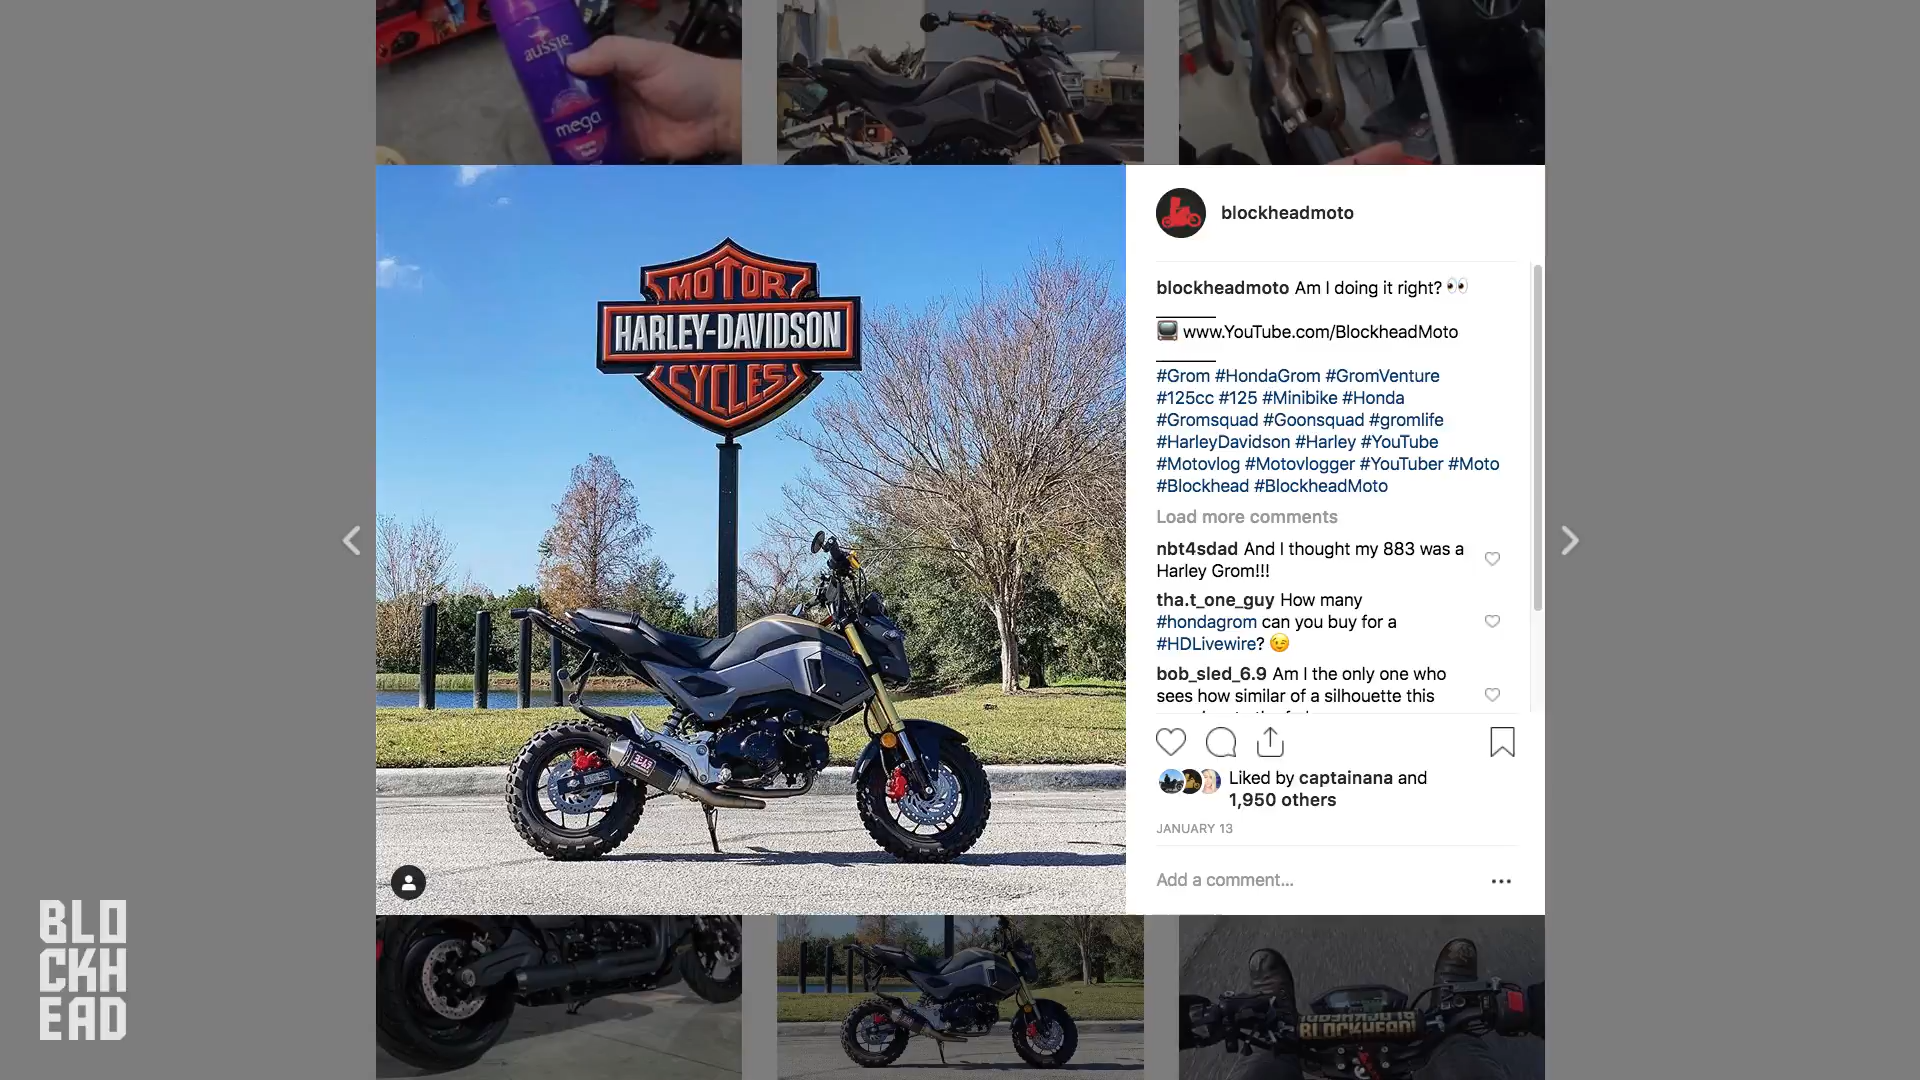 aussie
mega
MOTOR
HARLEY-DAVIDSON
CYCLES
blockheadmoto
blockheadmoto Am I doing it right? 👀
📺 www.YouTube.com/BlockheadMoto
#Grom #HondaGrom #GromVenture
#125cc #125 #Minibike #Honda
#Gromsquad #Goonsquad #gromlife
#HarleyDavidson #Harley #YouTube
#Motovlog #Motovlogger #YouTuber #Moto
#Blockhead #BlockheadMoto
Load more comments
nbt4sdad And I thought my 883 was a
Harley Grom!!!
tha.t_one_guy How many
#hondagrom can you buy for a
#HDLivewire? 😉
bob_sled_6.9 Am I the only one who
sees how similar of a silhouette this
Liked by captainana and
1,950 others
JANUARY 13
Add a comment...
BLO
CKH
EAD
BLOCKHEAD!